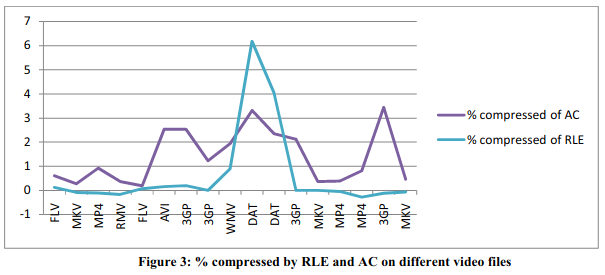 7
6
5
4
3
2
1
0
-1
% compressed of AC
% compressed of RLE
FLV
MKV
MP4
RMV
FLV
AVI
3GP
3GP
WMV
DAT
DAT
3GP
MKV
MP4
MP4
3GP
MKV
Figure 3: % compressed by RLE and AC on different video files